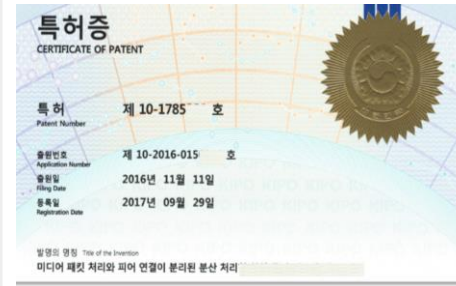 특허증
CERTIFICATE OF PATENT
특 허 제 10-1785 호
Patent Number
출원번호 제 10-2016-015 호
Application Number
출원일 2016년 11월 11일
Filing Date
등록일 2017년 09월 29일
Registration Date
발명의 명칭 Title of the Invention
미디어 패킷 처리와 피어 연결이 분리된 분산 처리